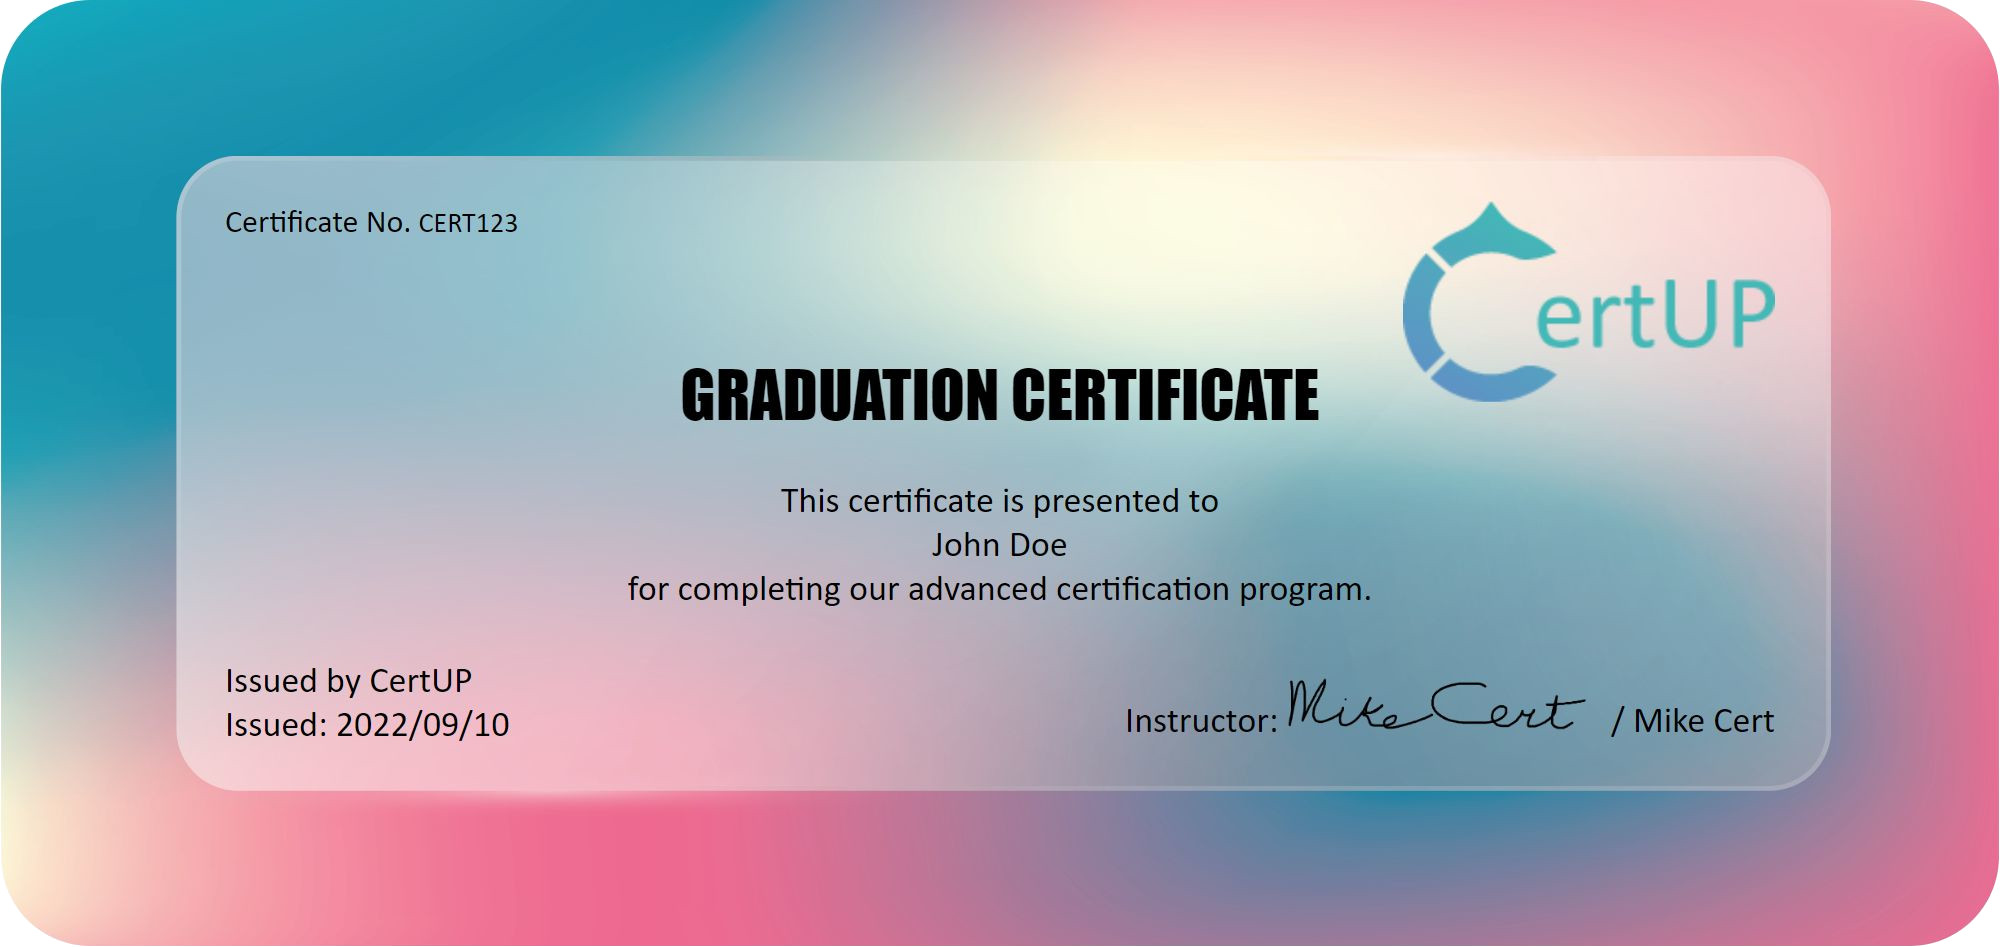 Certificate No. CERT123
CertUP
GRADUATION CERTIFICATE
This certificate is presented to
John Doe
for completing our advanced certification program.
Issued by CertUP
Issued: 2022/09/10
Instructor: Mike Cert / Mike Cert